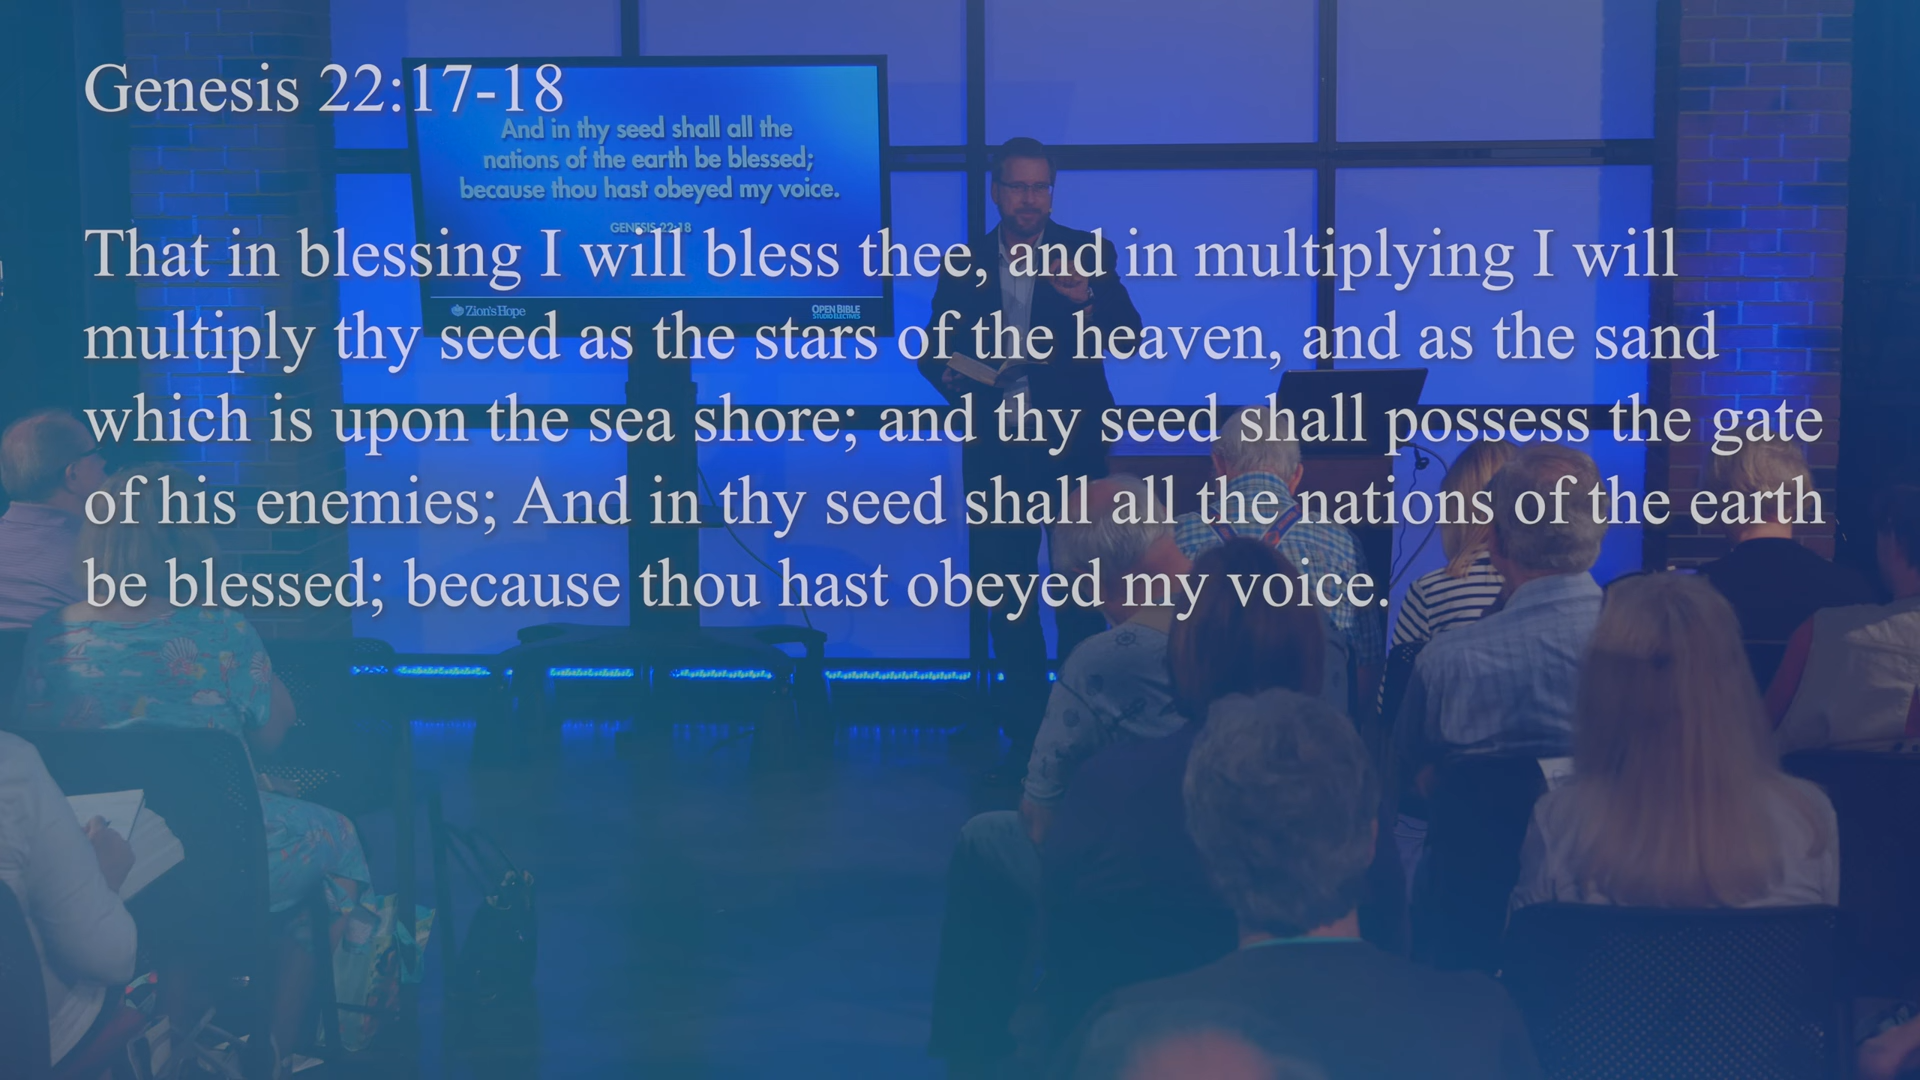 Genesis 22:17-18
And in thy seed shall all the
nations of the earth be blessed;
because thou hast obeyed my voice.
GENESIS 22:18
That in blessing I will bless thee, and in multiplying I will
multiply thy seed as the stars of the heaven, and as the sand
which is upon the sea shore; and thy seed shall possess the gate
of his enemies; And in thy seed shall all the nations of the earth
be blessed; because thou hast obeyed my voice.
Zion's Hope
OPEN BIBLE
STUDIO ELECTIVES